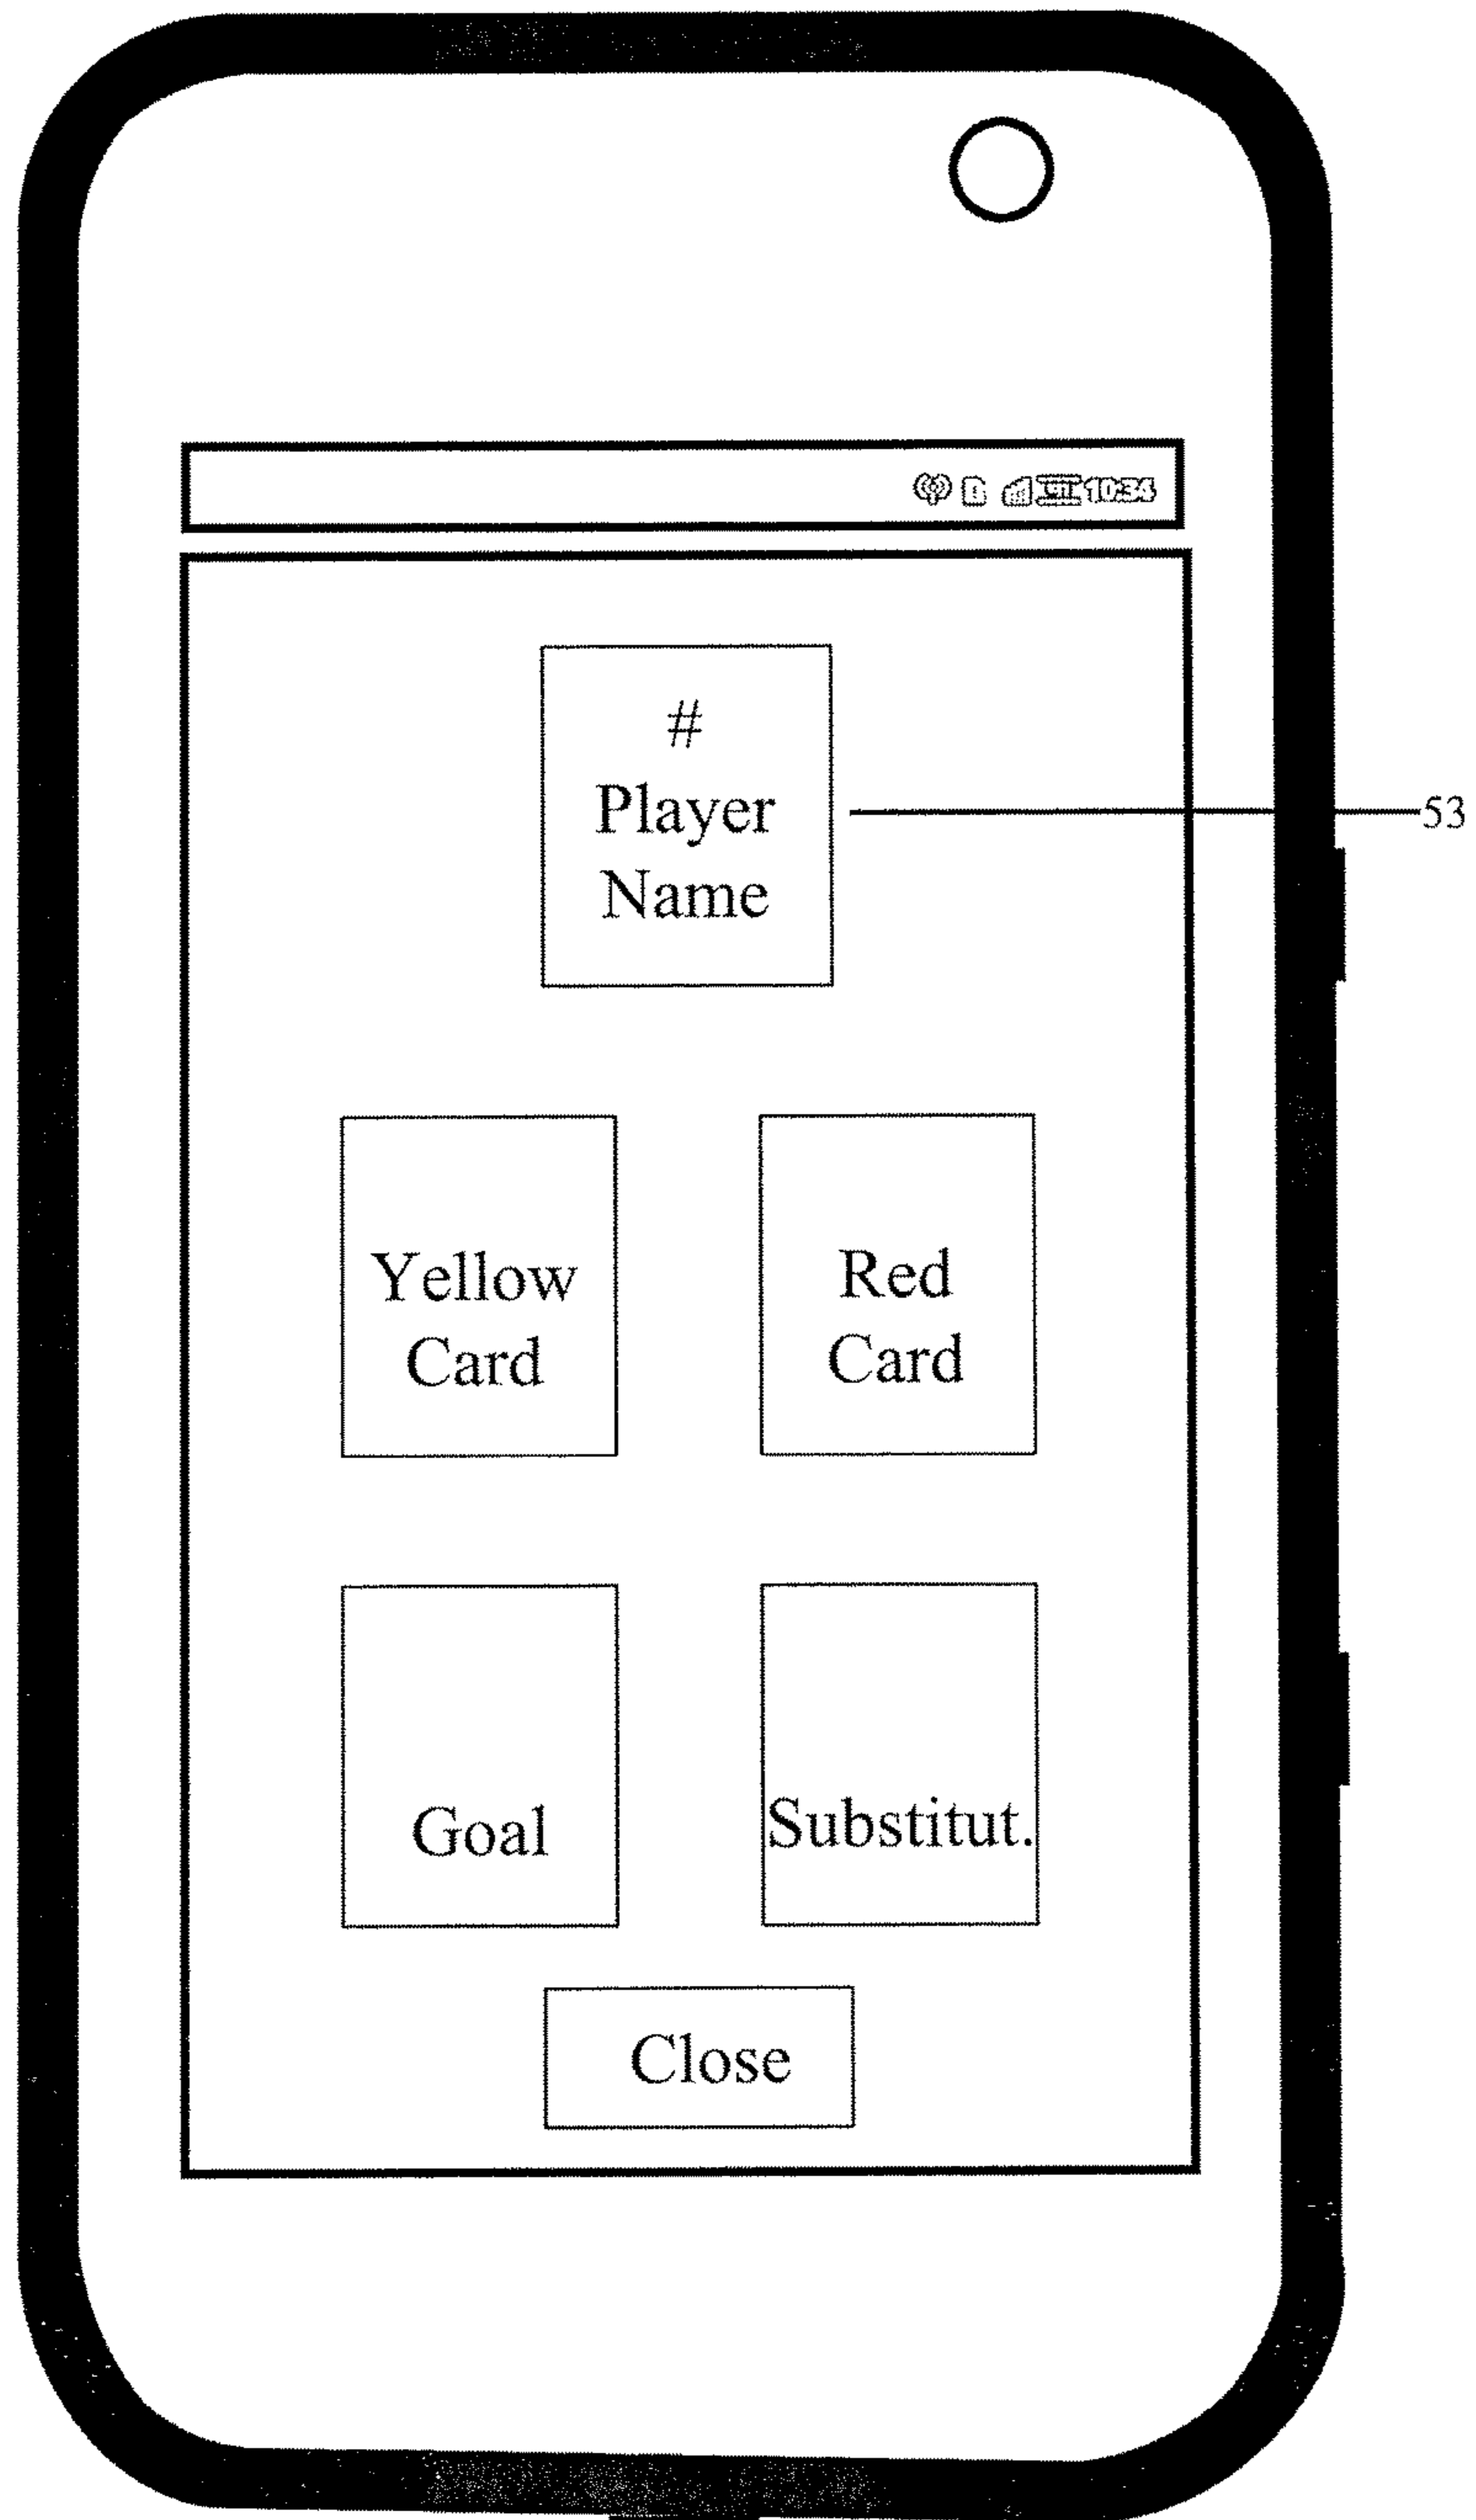 10:34
#
Player
Name
53
Yellow
Card
Red
Card
Goal
Substitut.
Close